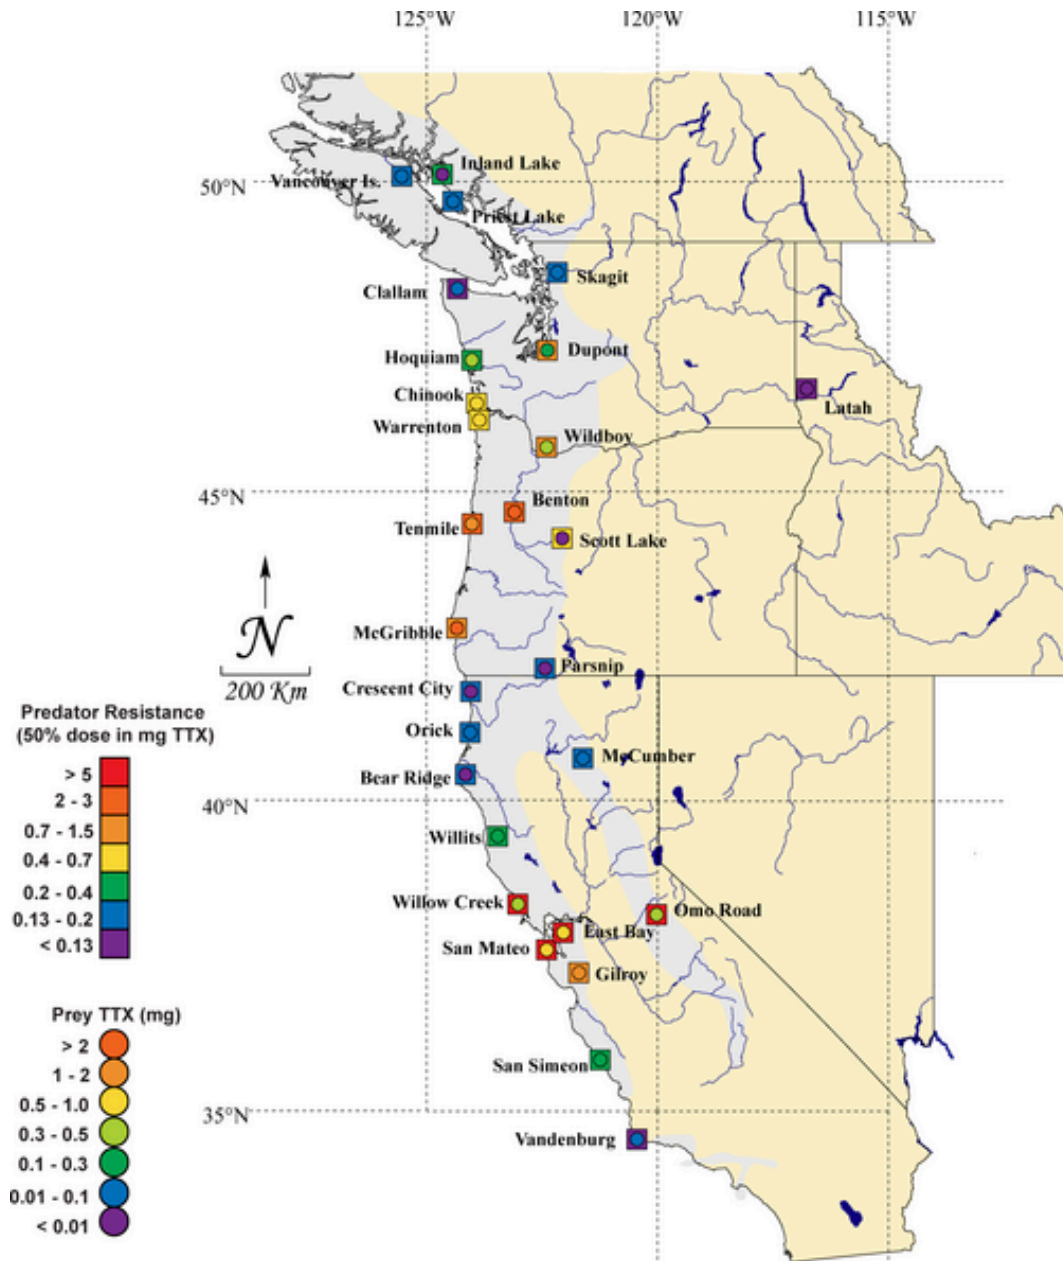 125°W 120°W 115°W
Inland Lake
Vancouver Is.
50°N
Priest Lake
Skagit
Clallam
Dupont
Hoquiam
Chinook
Latah
Warrenton
Wildboy
45°N
Benton
Tenmile
Scott Lake
McGribble
N
200 Km
Parsnip
Crescent City
Orick
McCumber
Bear Ridge
40°N
Willits
Willow Creek
Omo Road
East Bay
San Mateo
Gilroy
San Simeon
35°N
Vandenburg
Predator Resistance
(50% dose in mg TTX)
> 5
2 - 3
0.7 - 1.5
0.4 - 0.7
0.2 - 0.4
0.13 - 0.2
< 0.13
Prey TTX (mg)
> 2
1 - 2
0.5 - 1.0
0.3 - 0.5
0.1 - 0.3
0.01 - 0.1
< 0.01